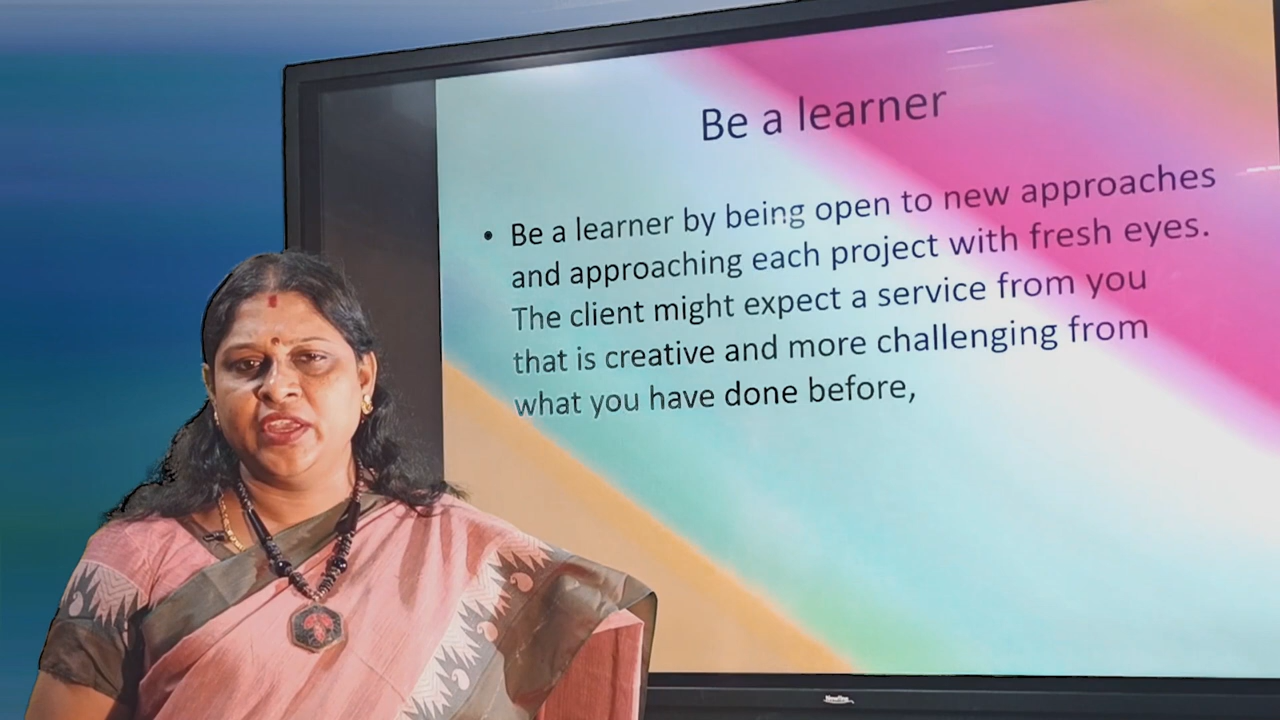 Be a learner
• Be a learner by being open to new approaches
and approaching each project with fresh eyes.
The client might expect a service from you
that is creative and more challenging from
what you have done before,